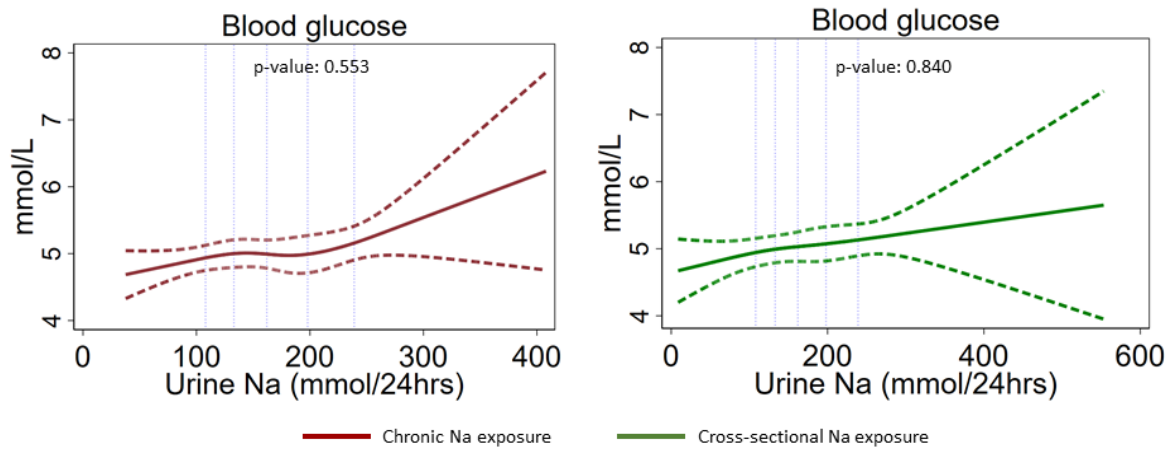 Blood glucose
p-value: 0.553
mmol/L
8
7
6
5
4
0 100 200 300 400
Urine Na (mmol/24hrs)
Blood glucose
p-value: 0.840
mmol/L
8
7
6
5
4
0 200 400 600
Urine Na (mmol/24hrs)
Chronic Na exposure
Cross-sectional Na exposure